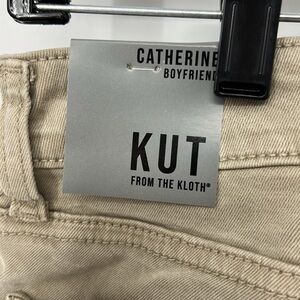 CATHERINE
BOYFRIEND
KUT
FROM THE KLOTH®